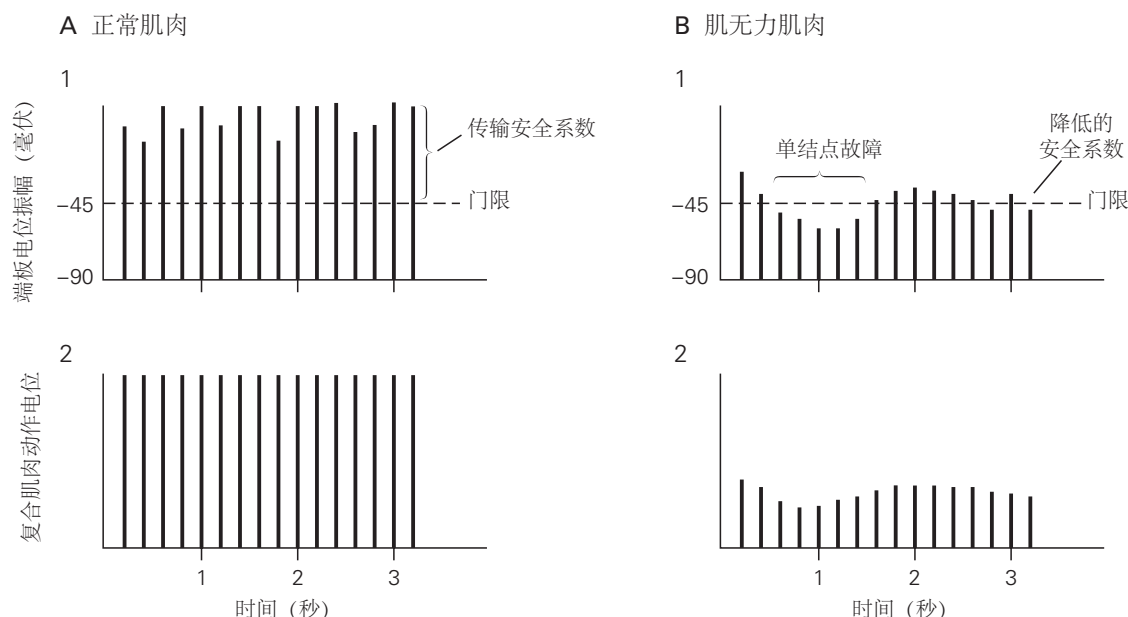 A 正常肌肉
B 肌无力肌肉
1
端板电位振幅（毫伏）
-45
-90
传输安全系数
门限
1
-45
-90
单结点故障
降低的
安全系数
门限
2
复合肌肉动作电位
1 2 3
时间（秒）
2
1 2 3
时间（秒）